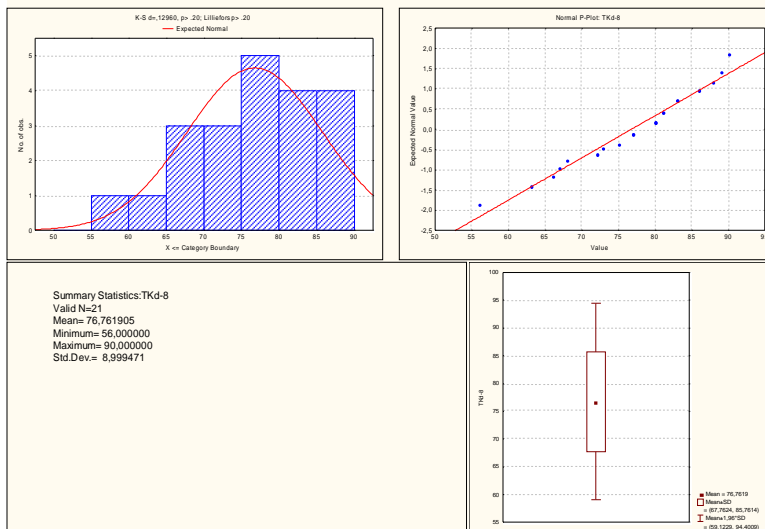 K-S d=,12960, p> .20; Lilliefors p> .20
Expected Normal
No. of obs.
5
4
3
2
1
0
50 55 60 65 70 75 80 85 90
X <= Category Boundary
Normal P-Plot: TKd-8
Expected Normal Value
2,5
2,0
1,5
1,0
0,5
0,0
-0,5
-1,0
-1,5
-2,0
-2,5
50 55 60 65 70 75 80 85 90 95
Value
Summary Statistics:TKd-8
Valid N=21
Mean= 76,761905
Minimum= 56,000000
Maximum= 90,000000
Std.Dev.= 8,999471
TKd-8
100
95
90
85
80
75
70
65
60
55
Mean = 76,7619
Mean±SD
= (67,7624, 85,7614)
Mean±1,96*SD
= (59,1229, 94,4009)